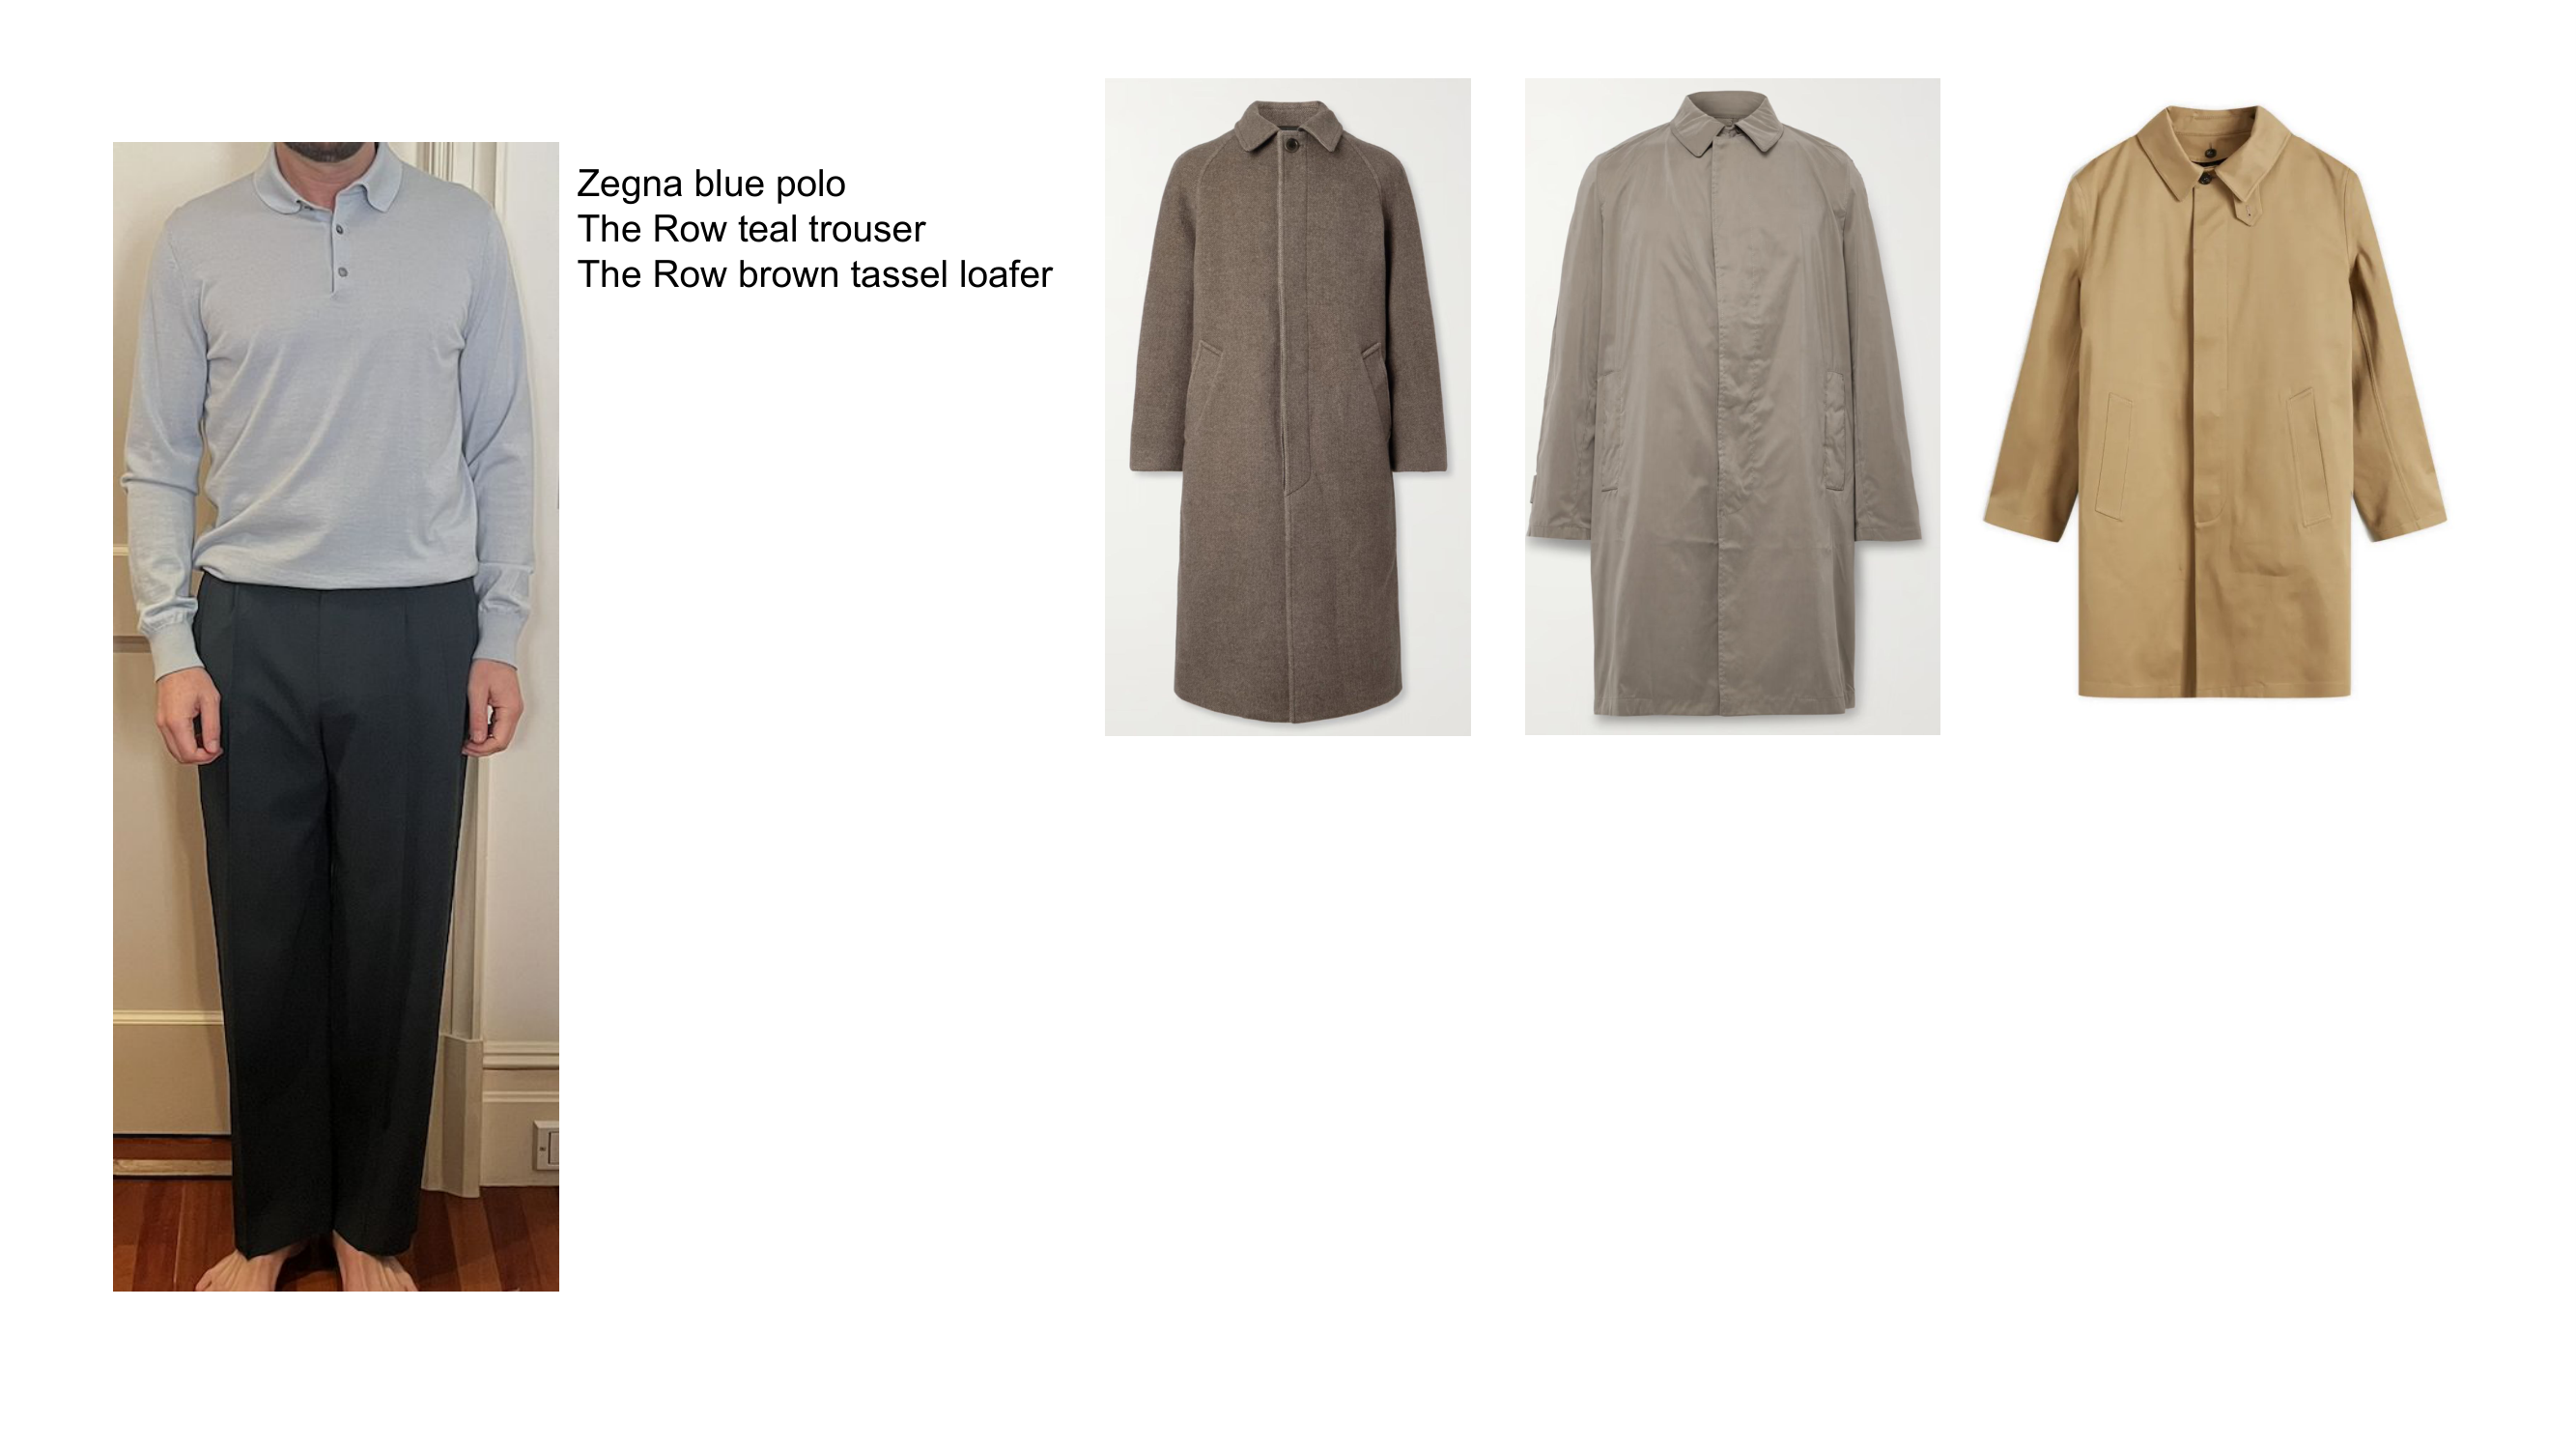 Zegna blue polo
The Row teal trouser
The Row brown tassel loafer